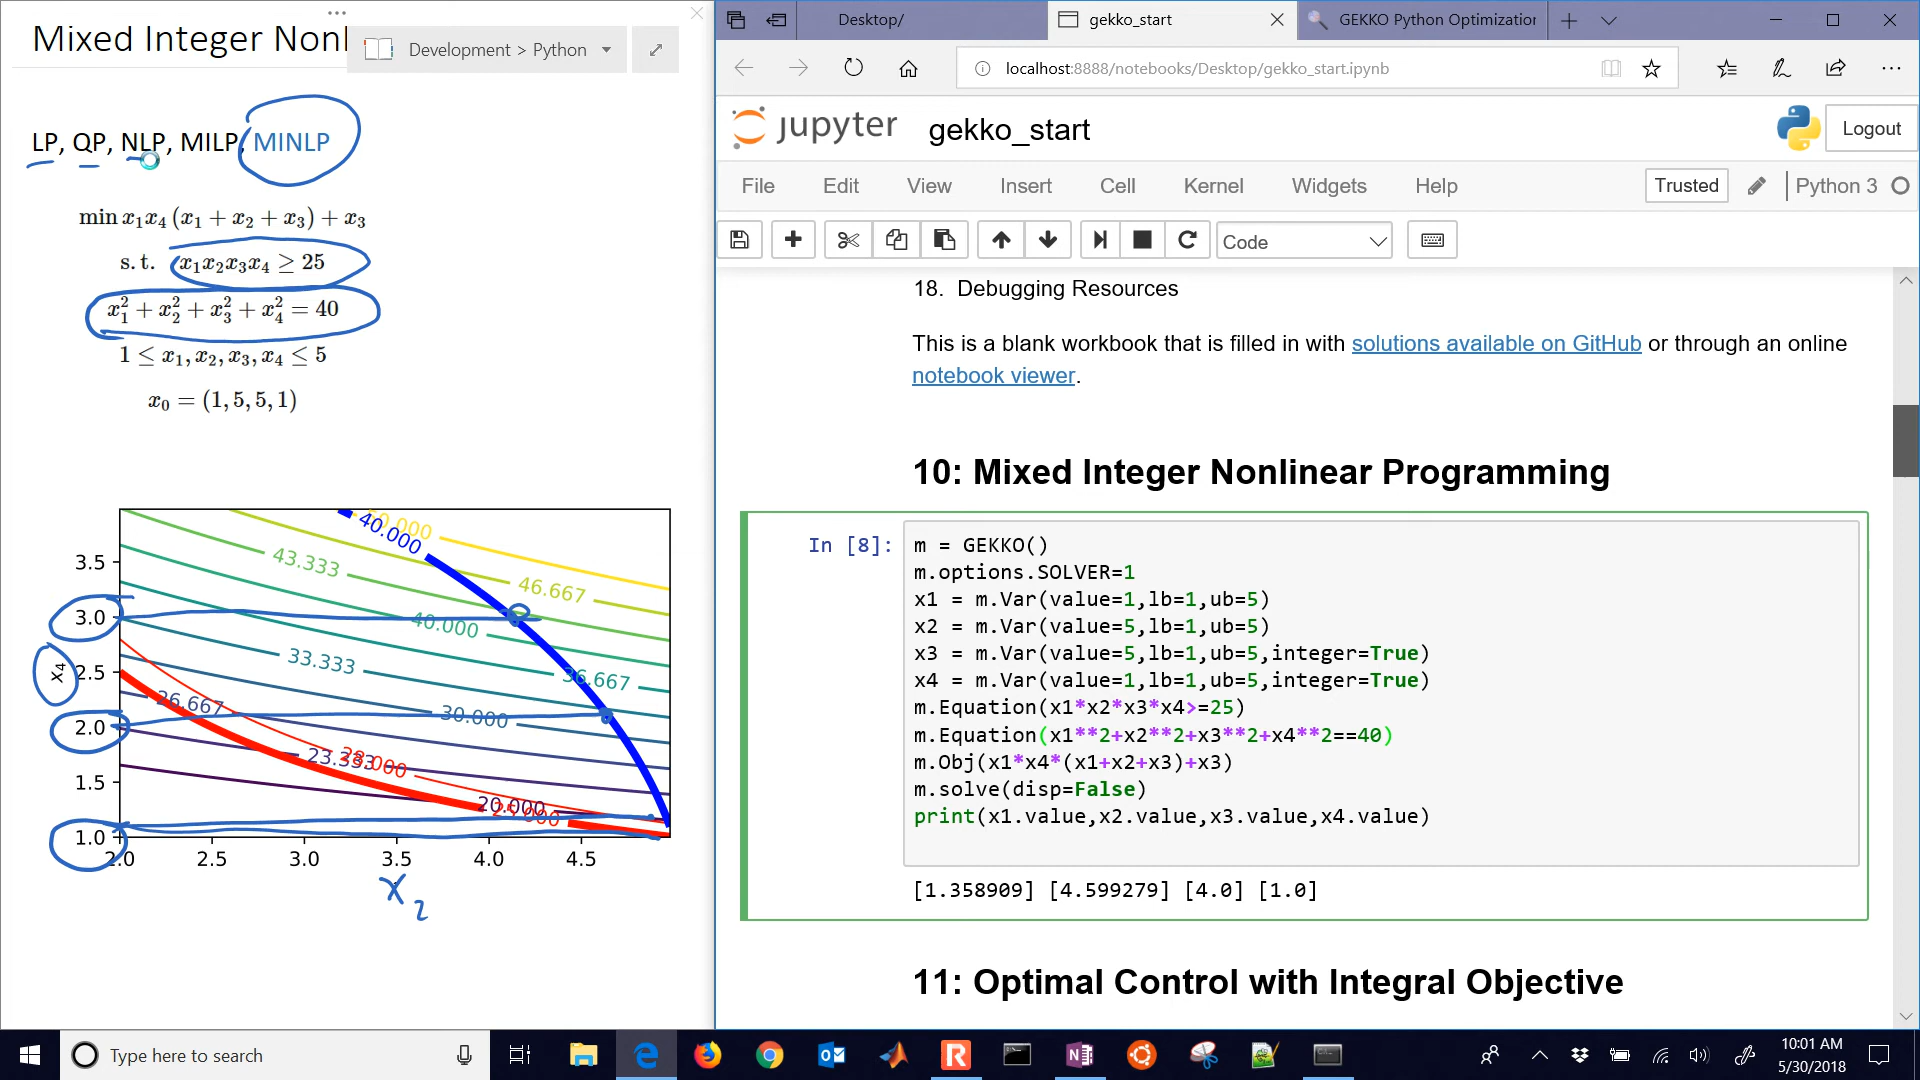 Mixed Integer Nonl
Development > Python
LP, QP, NLP, MILP, MINLP
min x₁x₄ (x₁ + x₂ + x₃) + x₃
s.t. x₁x₂x₃x₄ ≥ 25
x₁² + x₂² + x₃² + x₄² = 40
1 ≤ x₁, x₂, x₃, x₄ ≤ 5
x₀ = (1, 5, 5, 1)
3.5
3.0
2.5
2.0
1.5
1.0
x₄
50.000
40.000
43.333
46.667
40.000
33.333
36.667
26.667
30.000
23.333
28.000
20.000
25.000
2.0 2.5 3.0 3.5 4.0 4.5
x₂
Desktop/
gekko_start
GEKKO Python Optimization
localhost:8888/notebooks/Desktop/gekko_start.ipynb
jupyter gekko_start
Logout
File Edit View Insert Cell Kernel Widgets Help
Trusted
Python 3
Code
18. Debugging Resources
This is a blank workbook that is filled in with solutions available on GitHub or through an online
notebook viewer.
10: Mixed Integer Nonlinear Programming
In [8]:
m = GEKKO()
m.options.SOLVER=1
x1 = m.Var(value=1,lb=1,ub=5)
x2 = m.Var(value=5,lb=1,ub=5)
x3 = m.Var(value=5,lb=1,ub=5,integer=True)
x4 = m.Var(value=1,lb=1,ub=5,integer=True)
m.Equation(x1*x2*x3*x4>=25)
m.Equation(x1**2+x2**2+x3**2+x4**2==40)
m.Obj(x1*x4*(x1+x2+x3)+x3)
m.solve(disp=False)
print(x1.value,x2.value,x3.value,x4.value)
[1.358909] [4.599279] [4.0] [1.0]
11: Optimal Control with Integral Objective
Type here to search
10:01 AM
5/30/2018